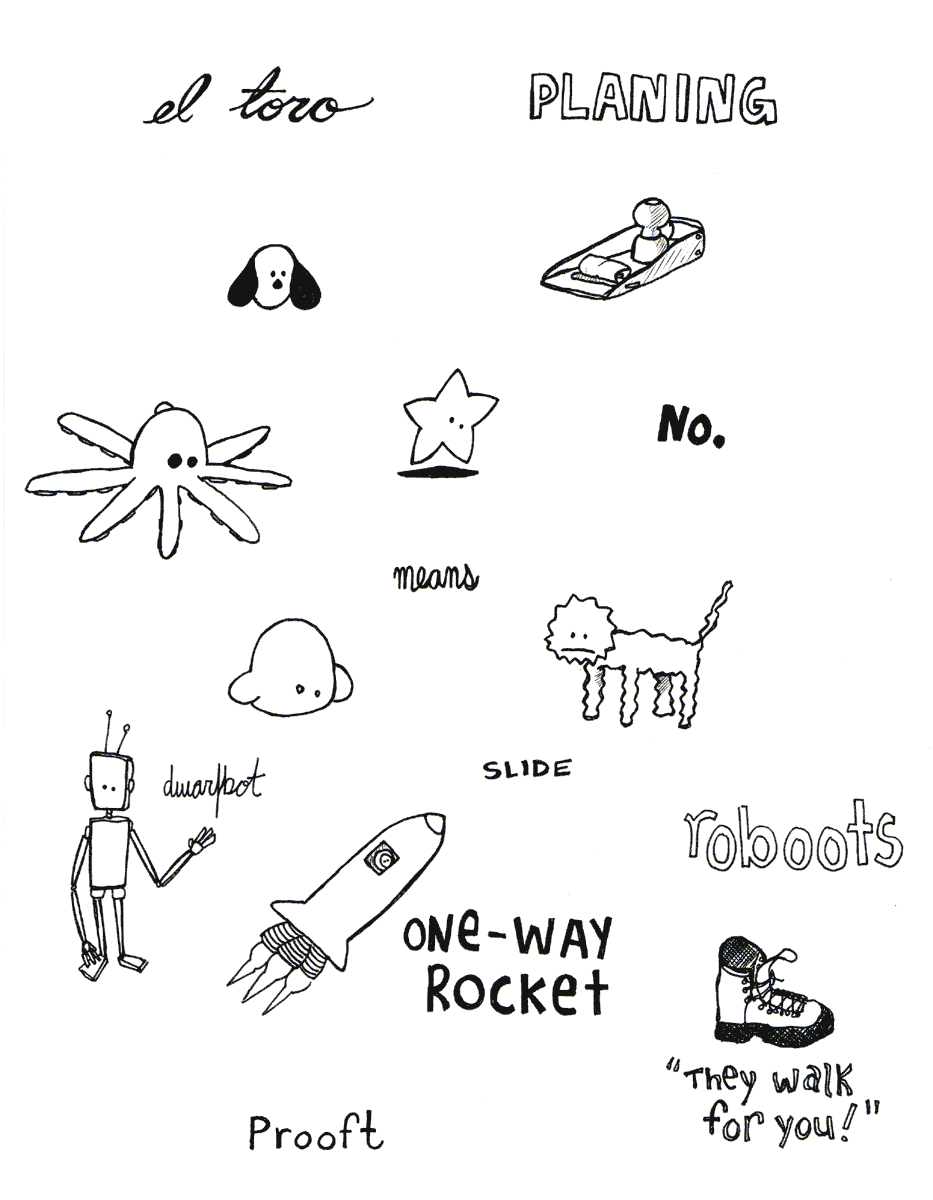 el toro
PLANING
No.
means
SLIDE
dwarfbot
roboots
ONE-WAY
ROCKET
"They walk
for you!"
Prooft